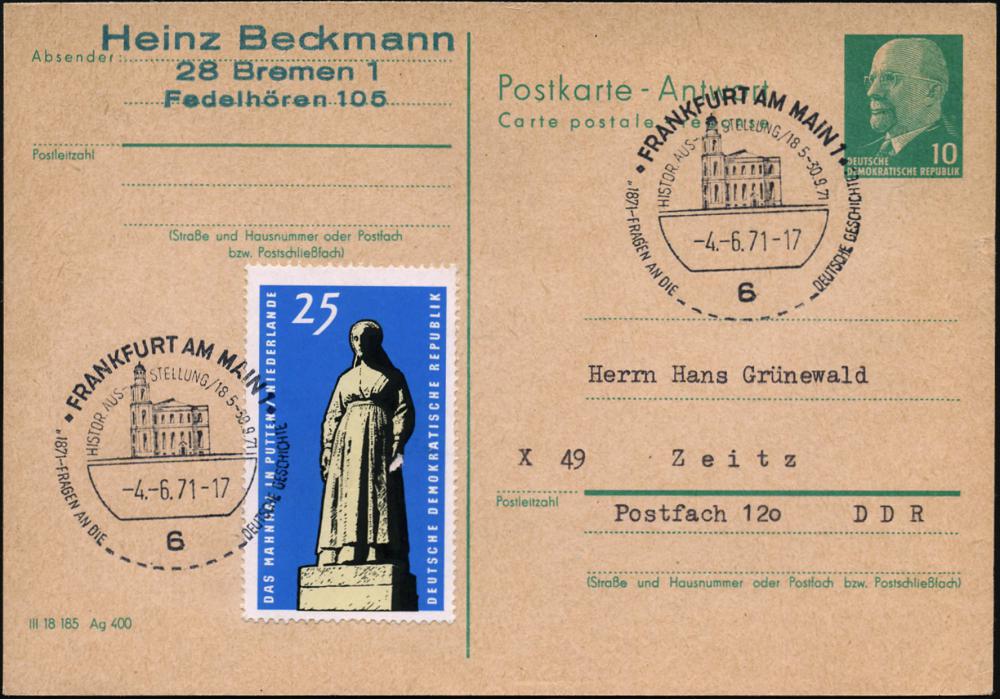 Heinz Beckmann
Absender:
28 Bremen 1
Fedelhören 105
Postleitzahl
(Straße und Hausnummer oder Postfach
bzw. Postschließfach)
25
DAS MAHNMAL IN PUTTEN/NIEDERLANDE
DEUTSCHE DEMOKRATISCHE REPUBLIK
• FRANKFURT AM MAIN 1 •
HISTOR. AUS-STELLUNG/18.5-30.9.71
-4.-6.71-17
6
"1871-FRAGEN AN DIE
DEUTSCHE GESCHICHTE
III 18 185 Ag 400
Postkarte - Antwort
Carte postale réponse
10
DEUTSCHE
DEMOKRATISCHE REPUBLIK
• FRANKFURT AM MAIN 1 •
HISTOR. AUS-STELLUNG/18.5-30.9.71
-4.-6.71-17
6
"1871-FRAGEN AN DIE
DEUTSCHE GESCHICHTE
Herrn Hans Grünewald
X 49 Zeitz
Postleitzahl
Postfach 12o D D R
(Straße und Hausnummer oder Postfach bzw. Postschließfach)